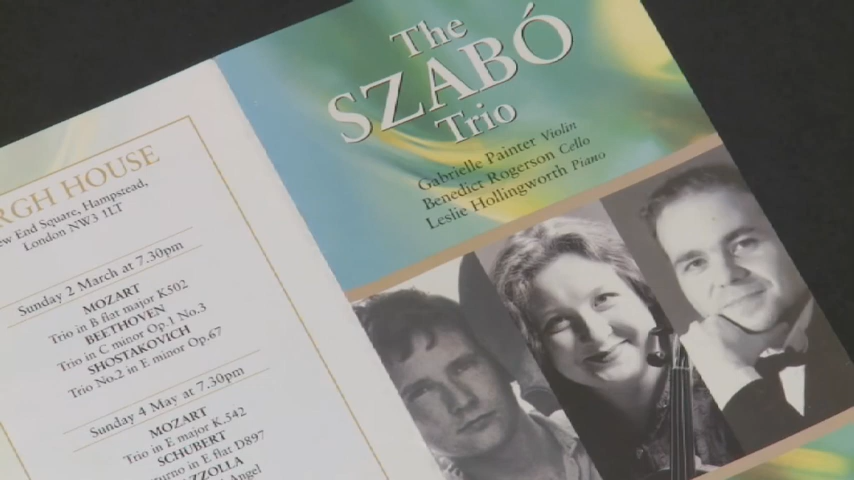 RGH HOUSE
New End Square, Hampstead,
London NW3 1LT
Sunday 2 March at 7.30pm
MOZART
Trio in B flat major K502
BEETHOVEN
Trio in C minor Op.1 No.3
SHOSTAKOVICH
Trio No.2 in E minor Op.67
Sunday 4 May at 7.30pm
MOZART
Trio in E major K.542
SCHUBERT
turno in E flat D897
AZZOLLA
Angel
The
SZABÓ
Trio
Gabrielle Painter Violin
Benedict Rogerson Cello
Leslie Hollingworth Piano